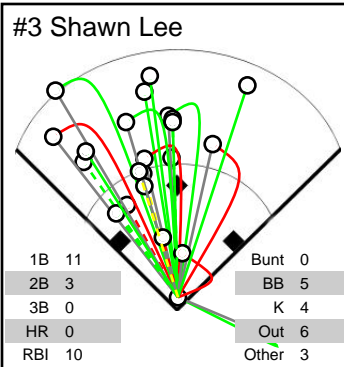 #3 Shawn Lee
1B 11
2B 3
3B 0
HR 0
RBI 10
Bunt 0
BB 5
K 4
Out 6
Other 3